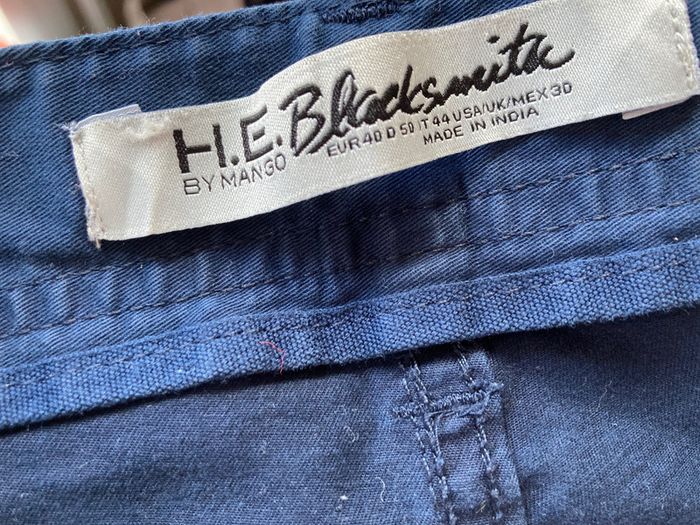 H.E. Blacksmith
BY MANGO EUR 40 D 50 IT 44 USA/UK/MEX 30
MADE IN INDIA